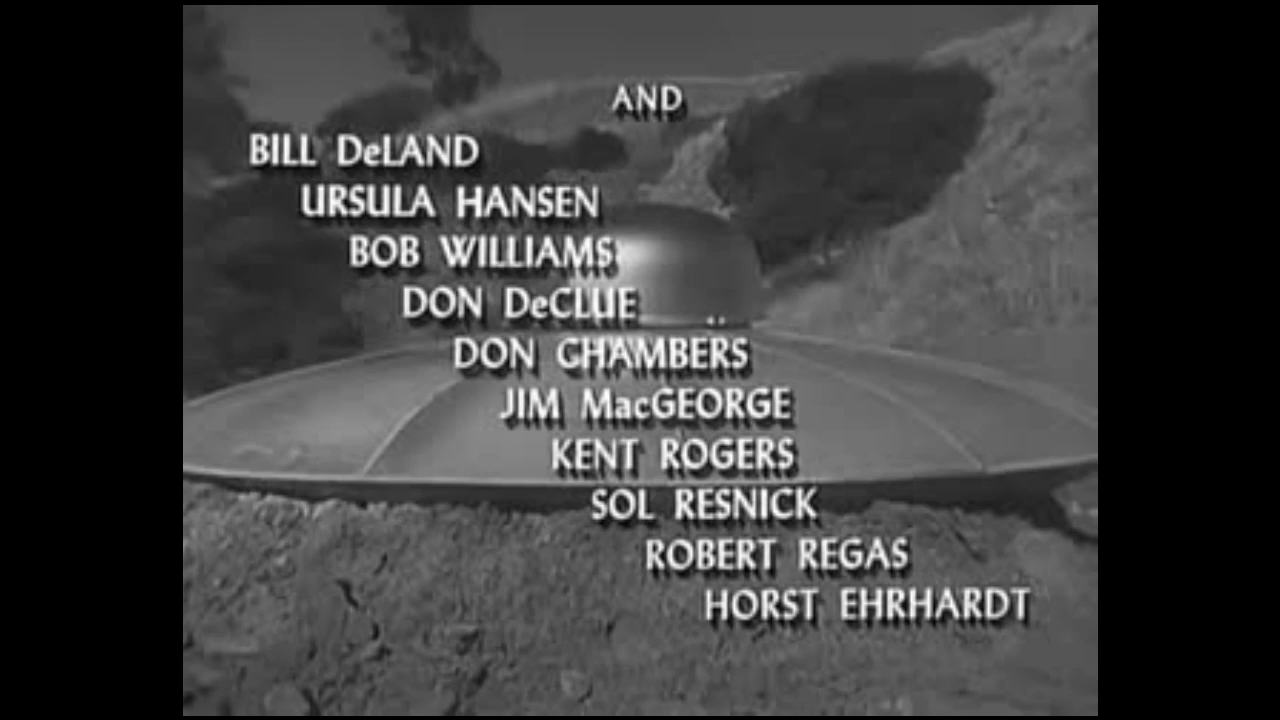 AND
BILL DeLAND
URSULA HANSEN
BOB WILLIAMS
DON DeCLUE
DON CHAMBERS
JIM MacGEORGE
KENT ROGERS
SOL RESNICK
ROBERT REGAS
HORST EHRHARDT